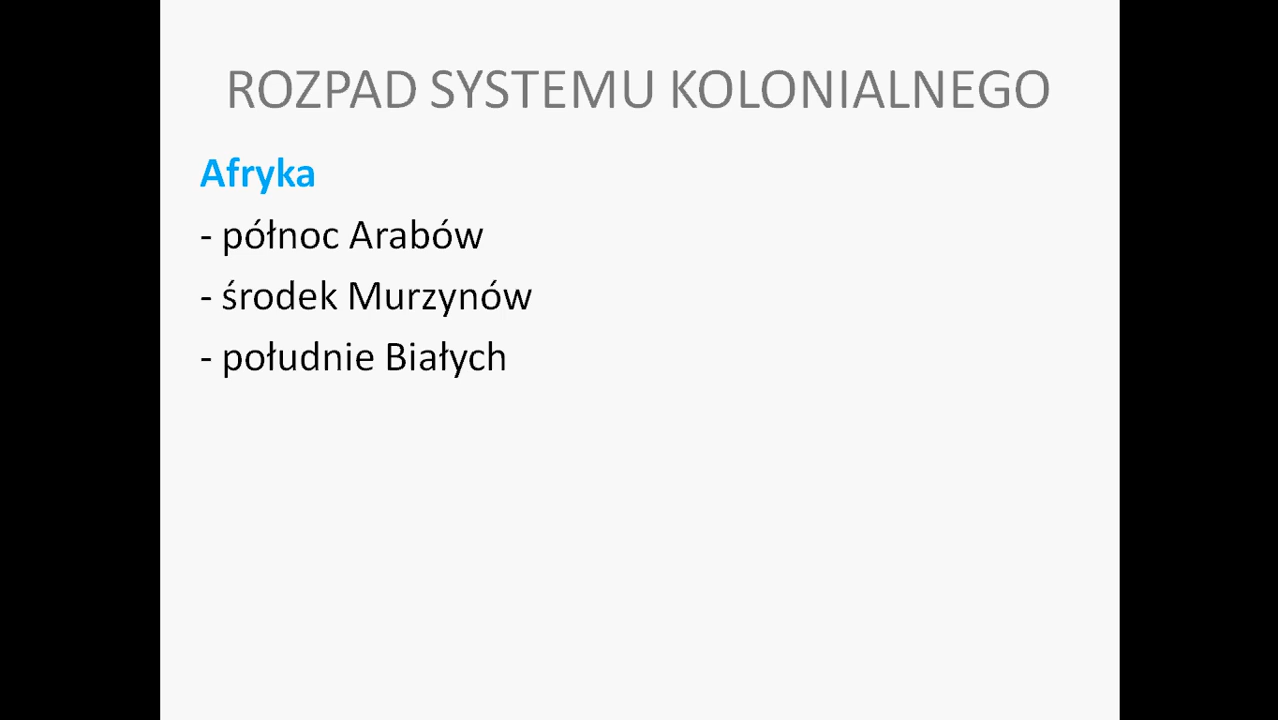 ROZPAD SYSTEMU KOLONIALNEGO
Afryka
- północ Arabów
- środek Murzynów
- południe Białych